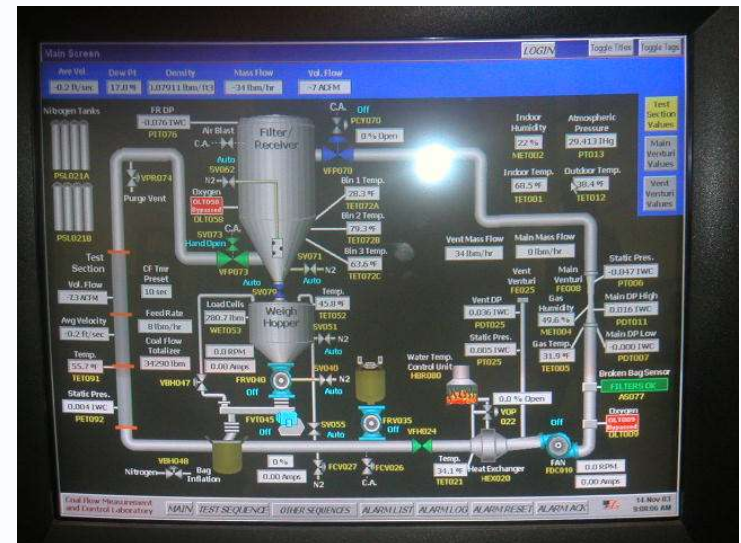 Main Screen
LOGIN
Toggle Titles
Toggle Tags
Ave Vel
Dew Pt
Density
Mass Flow
Vol. Flow
-0.2 ft/sec
17.0 ºF
0.07911 lbm/ft3
-34 lbm/hr
-7 ACFM
Nitrogen Tanks
PSL021A
PSL021B
FR DP
-0.076 IWC
PIT076
Air Blast
C.A.
Auto
SV062
N2
Filter/
Receiver
C.A.
Off
PCV070
0 % Open
VFP070
Indoor
Humidity
22 %
MET002
Atmospheric
Pressure
29.413 IHg
PT013
Test
Section
Values
Main
Venturi
Values
Vent
Venturi
Values
Indoor Temp.
68.5 ºF
TET001
Outdoor Temp.
38.4 ºF
TET012
VPR074
Purge Vent
Oxygen
OLT058
Bypassed
OLT058
SV073
C.A.
Hand Open
VFP073
Bin 1 Temp.
28.3 ºF
TET072A
Bin 2 Temp.
79.3 ºF
TET072B
Bin 3 Temp.
63.6 ºF
TET072C
SV071
N2
Auto
Auto
SV079
Vent Mass Flow
34 lbm/hr
Main Mass Flow
0 lbm/hr
Test
Section
Vol. Flow
-7.3 ACFM
Avg Velocity
-0.2 ft/sec
Temp.
55.7 ºF
TET091
Static Pres.
0.004 IWC
PET092
CF Tmr
Preset
10 sec
Feed Rate
8 lbm/hr
Coal Flow
Totalizer
34290 lbm
Load Cells
280.7 lbm
WET053
Weigh
Hopper
Temp.
45.0 ºF
TET052
SV051
N2
Auto
0.0 RPM
0.00 Amps
FRV040
Off
SV040
N2
Auto
VBH047
FVT045
Off
SV055
Auto
FRV035
Off
VFH024
Vent DP
0.036 IWC
PDT025
Static Pres.
0.005 IWC
PT025
Vent
Venturi
FE025
Main
Venturi
FE008
Gas
Humidity
49.6 %
MET004
Gas Temp.
31.9 ºF
TET005
Static Pres.
-0.047 IWC
PT006
Main DP High
0.016 IWC
PDT011
Main DP Low
-0.000 IWC
PDT007
Broken Bag Sensor
FILTERS OK
AS077
Oxygen
OLT009
Bypassed
OLT009
Water Temp.
Control Unit
HBR080
0.0 % Open
VOP
022
Temp.
34.1 ºF
TET021
Heat Exchanger
HEX020
Off
FAN
FDC010
0.0 RPM
0.00 Amps
VBH048
Nitrogen
Bag
Inflation
0 %
0.00 Amps
FCV027
N2
FCV026
C.A.
Coal Flow Measurement
and Control Laboratory
MAIN
TEST SEQUENCE
OTHER SEQUENCES
ALARM LIST
ALARM LOG
ALARM RESET
ALARM ACK
14-Nov-03
9:08:06 AM